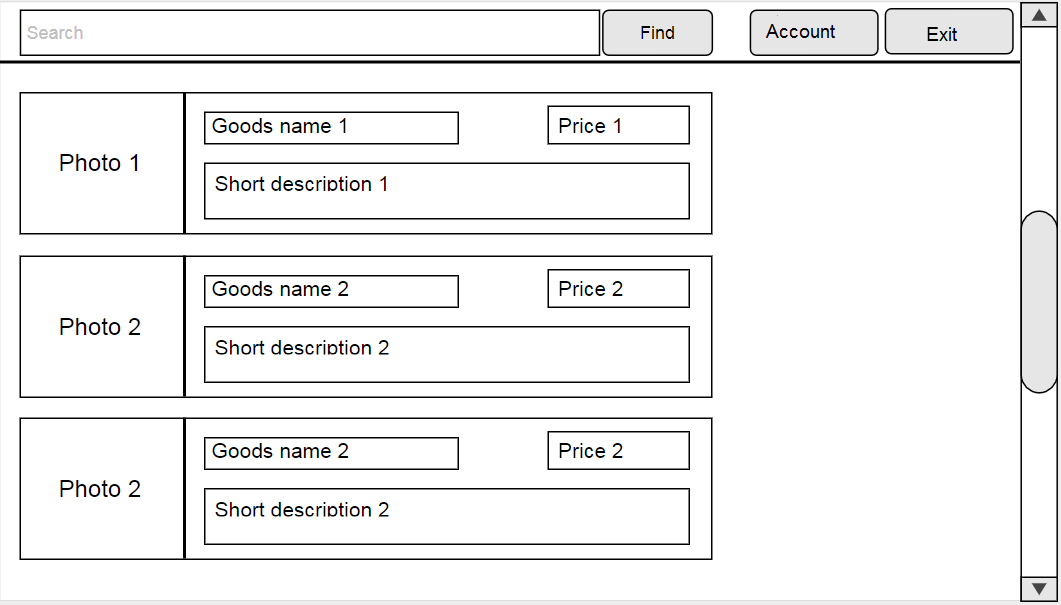 Search
Find
Account
Exit
Photo 1
Goods name 1
Price 1
Short description 1
Photo 2
Goods name 2
Price 2
Short description 2
Photo 2
Goods name 2
Price 2
Short description 2